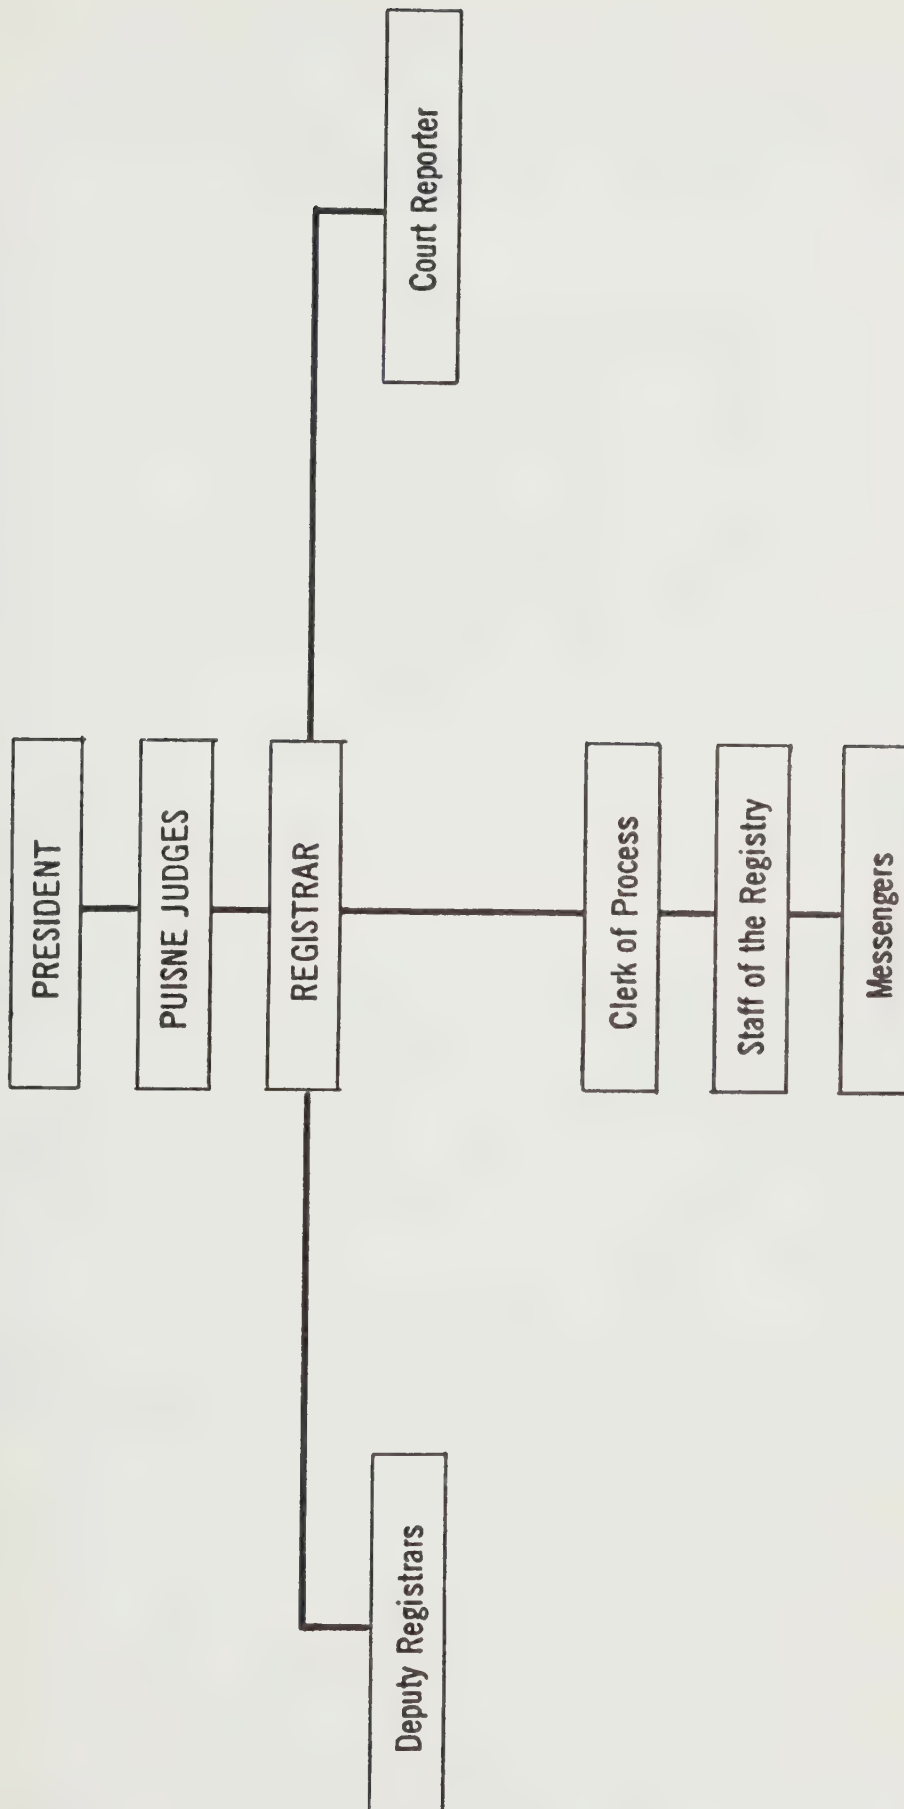 PRESIDENT
PUISNE JUDGES
REGISTRAR
Deputy Registrars
Court Reporter
Clerk of Process
Staff of the Registry
Messengers